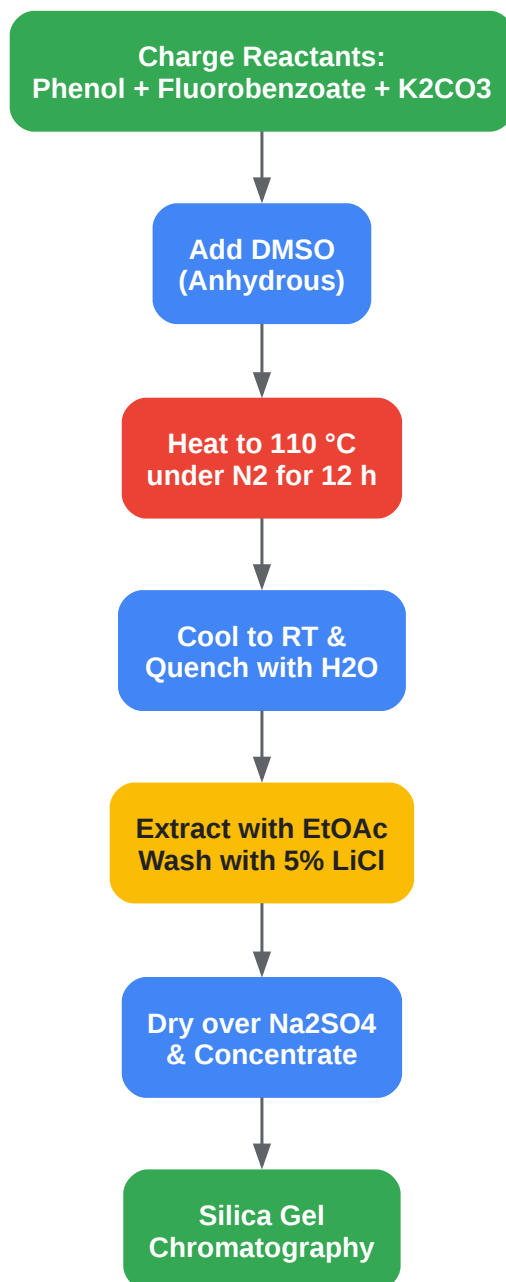 Charge Reactants:
Phenol + Fluorobenzoate + K2CO3
Add DMSO
(Anhydrous)
Heat to 110 °C
under N2 for 12 h
Cool to RT &
Quench with H2O
Extract with EtOAc
Wash with 5% LiCl
Dry over Na2SO4
& Concentrate
Silica Gel
Chromatography